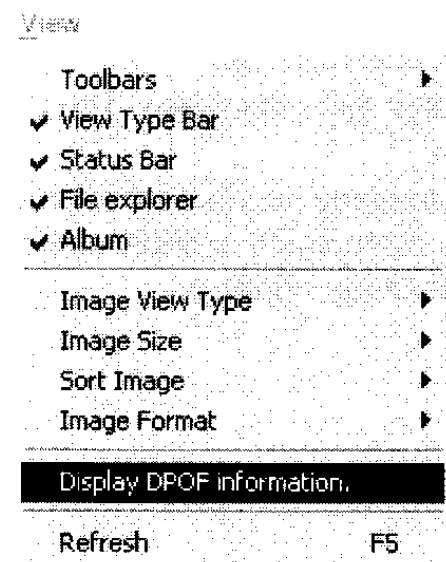 View
Toolbars
View Type Bar
Status Bar
File explorer
Album
Image View Type
Image Size
Sort Image
Image Format
Display DPOF information.
Refresh F5